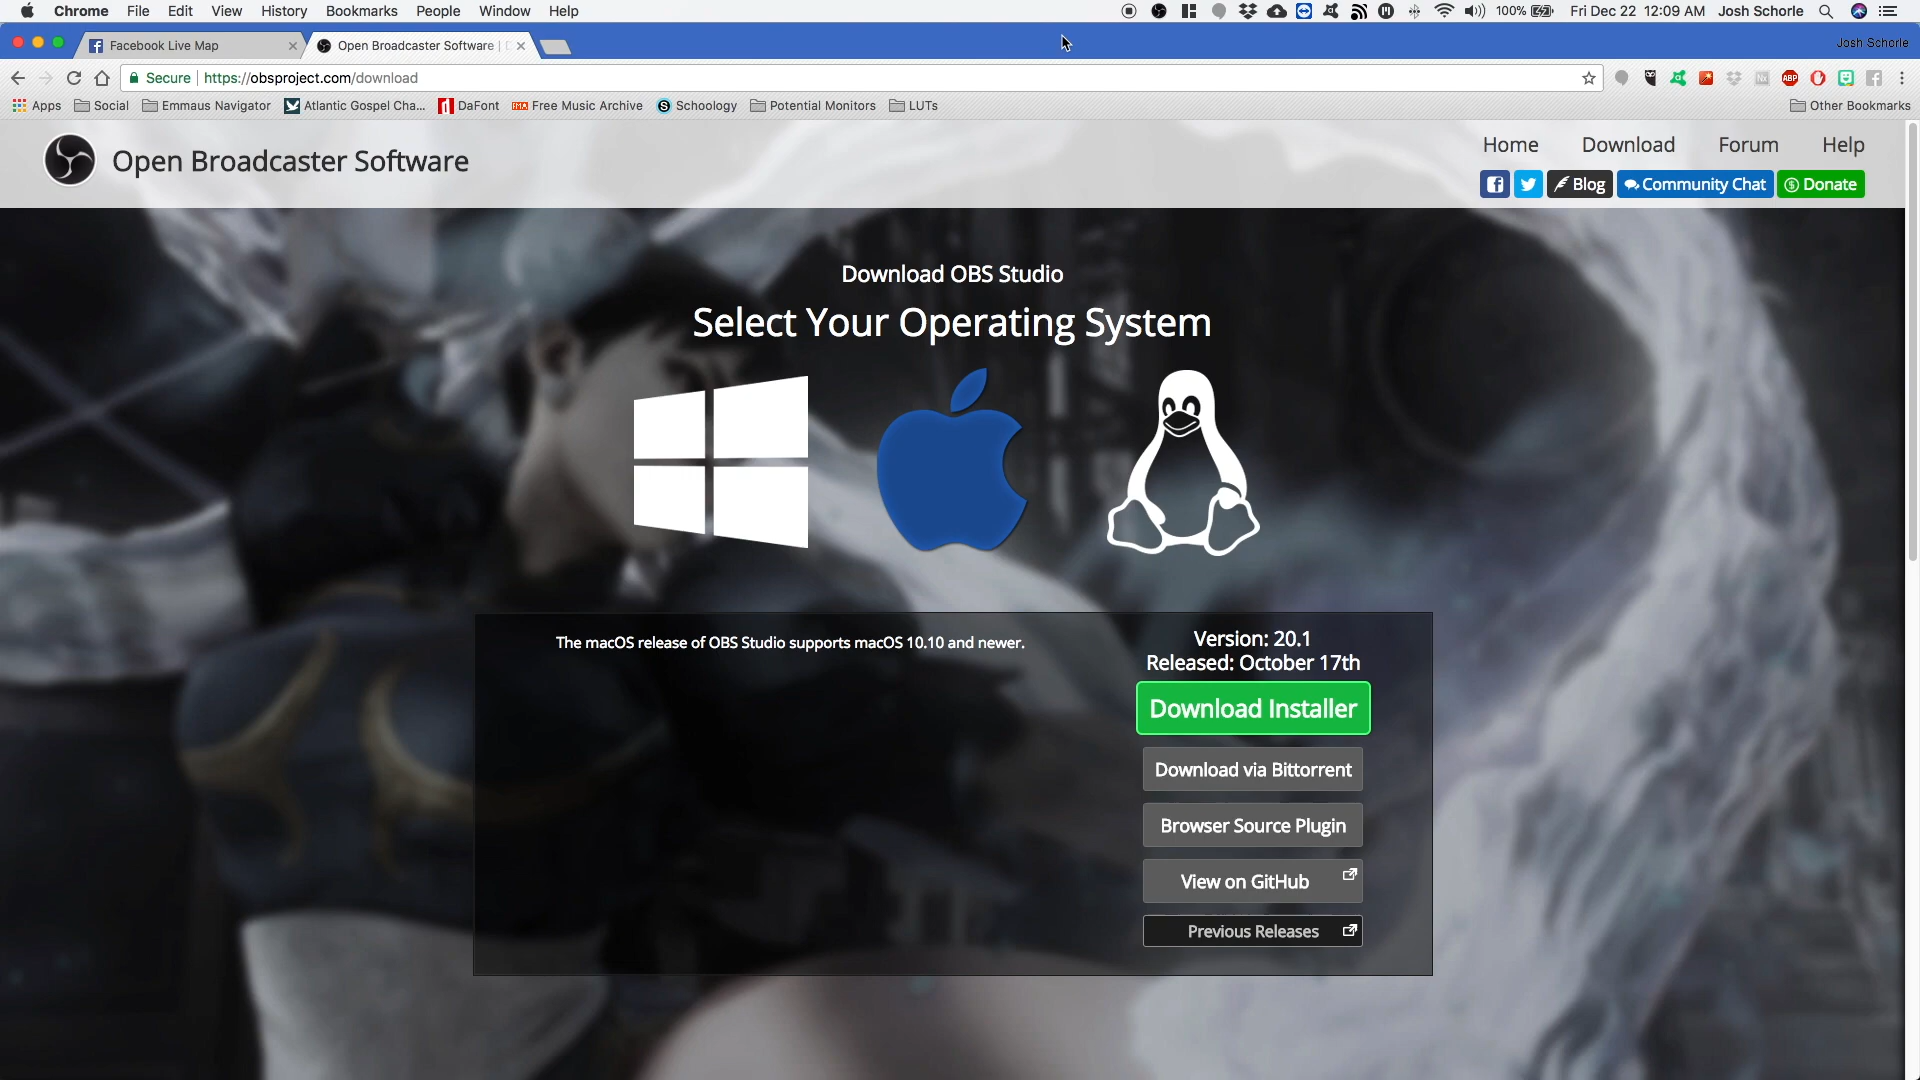 Chrome File Edit View History Bookmarks People Window Help
100% Fri Dec 22 12:09 AM Josh Schorle
Facebook Live Map
Open Broadcaster Software |
Josh Schorle
Secure https://obsproject.com/download
ABP
Apps Social Emmaus Navigator Atlantic Gospel Cha... DaFont Free Music Archive Schoology Potential Monitors LUTs Other Bookmarks
Open Broadcaster Software
Home Download Forum Help
Blog Community Chat Donate
Download OBS Studio
Select Your Operating System
The macOS release of OBS Studio supports macOS 10.10 and newer.
Version: 20.1
Released: October 17th
Download Installer
Download via Bittorrent
Browser Source Plugin
View on GitHub
Previous Releases